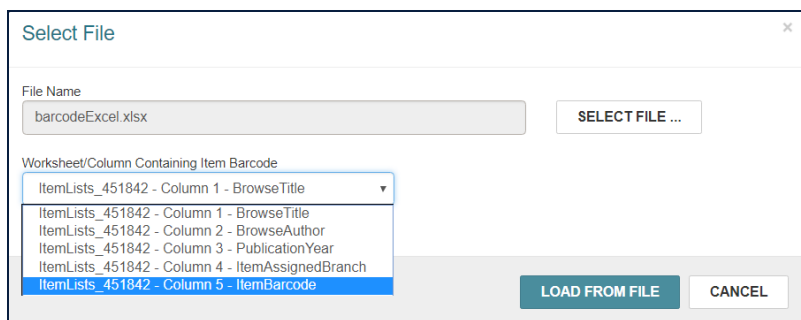 Select File
×
File Name
barcodeExcel.xlsx
SELECT FILE ...
Worksheet/Column Containing Item Barcode
ItemLists_451842 - Column 1 - BrowseTitle
ItemLists_451842 - Column 1 - BrowseTitle
ItemLists_451842 - Column 2 - BrowseAuthor
ItemLists_451842 - Column 3 - PublicationYear
ItemLists_451842 - Column 4 - ItemAssignedBranch
ItemLists_451842 - Column 5 - ItemBarcode
LOAD FROM FILE
CANCEL